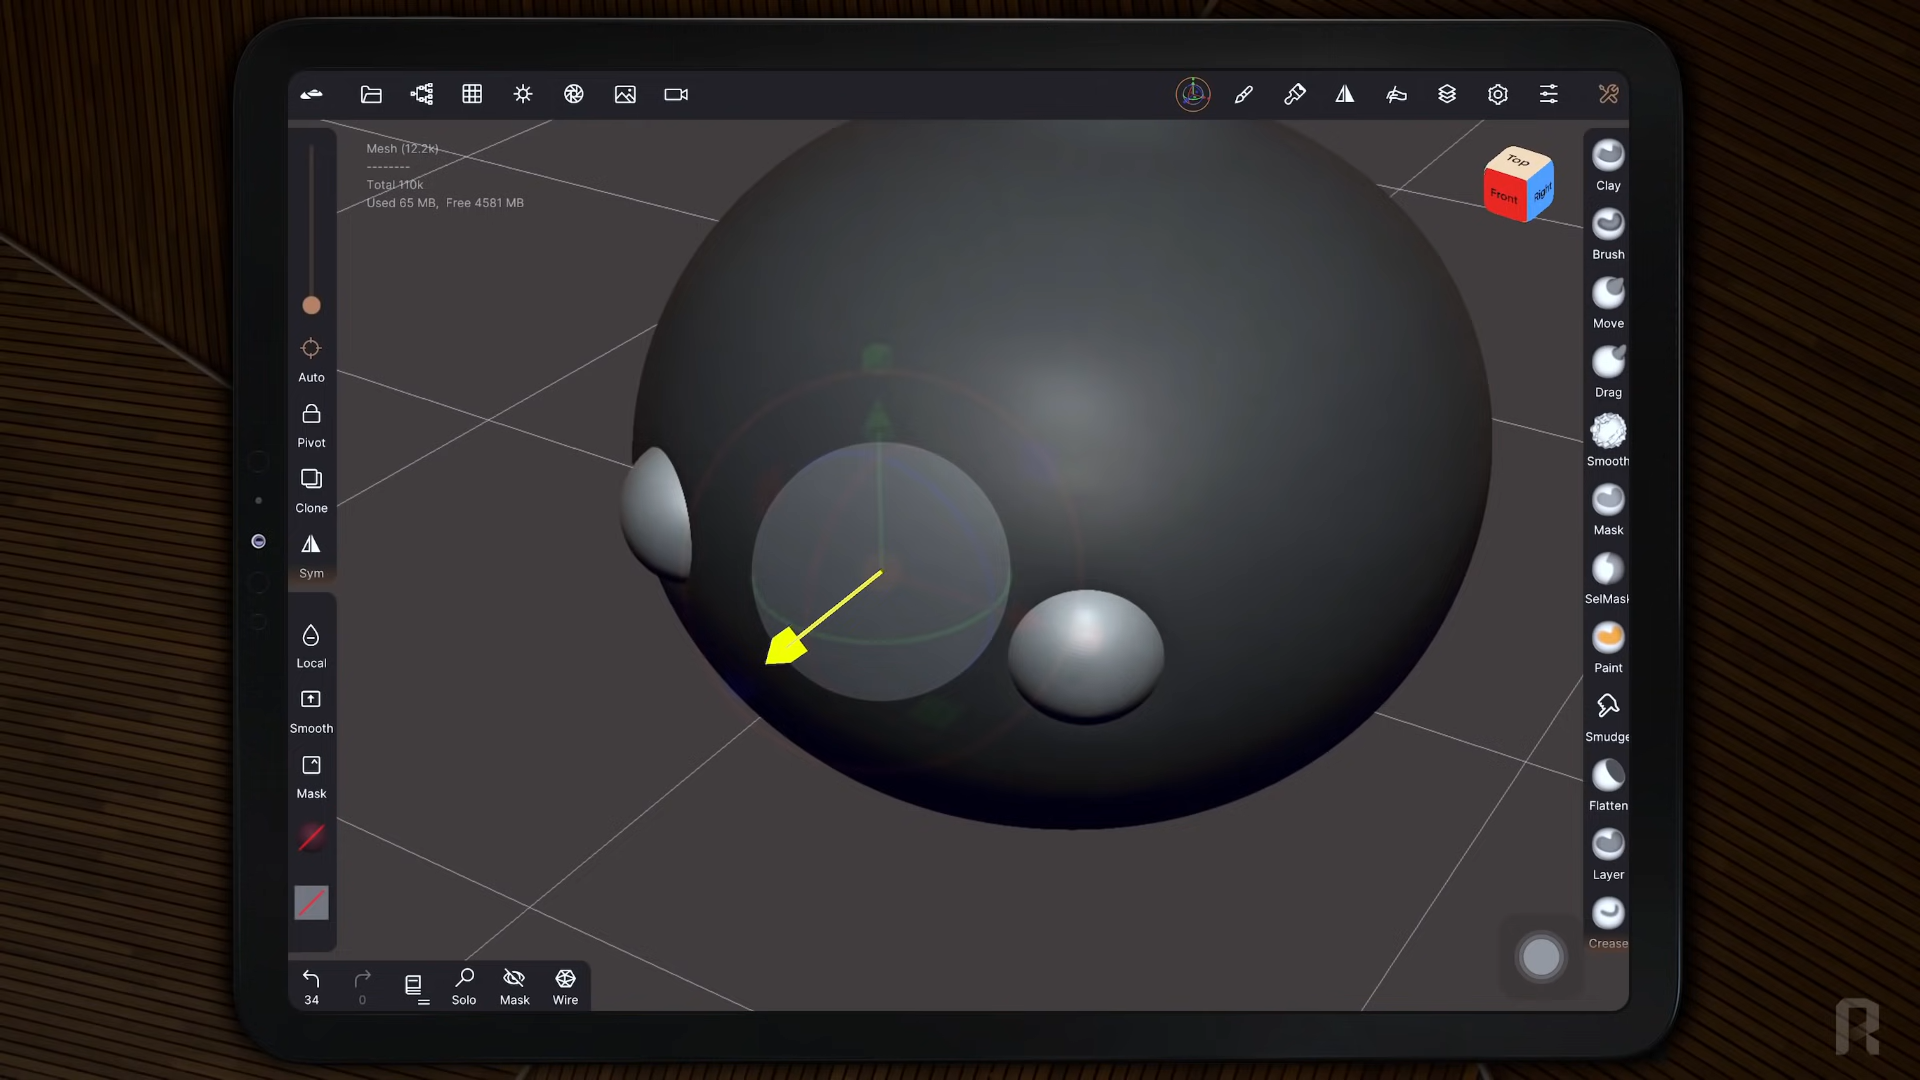 Mesh (12.2k)
--------
Total 110k
Used 65 MB, Free 4581 MB
Top
Front
Right
Auto
Pivot
Clone
Sym
Local
Smooth
Mask
34
0
Solo
Mask
Wire
Clay
Brush
Move
Drag
Smooth
Mask
SelMask
Paint
Smudge
Flatten
Layer
Crease